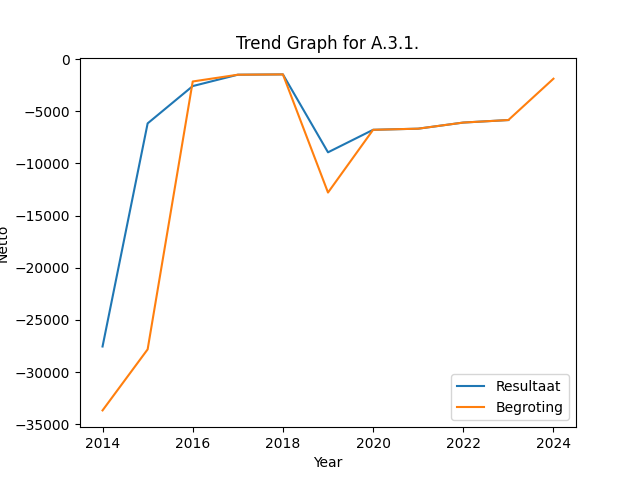 Trend Graph for A.3.1.
0
−5000
−10000
−15000
−20000
−25000
−30000
−35000
Netto
2014 2016 2018 2020 2022 2024
Year
Resultaat
Begroting